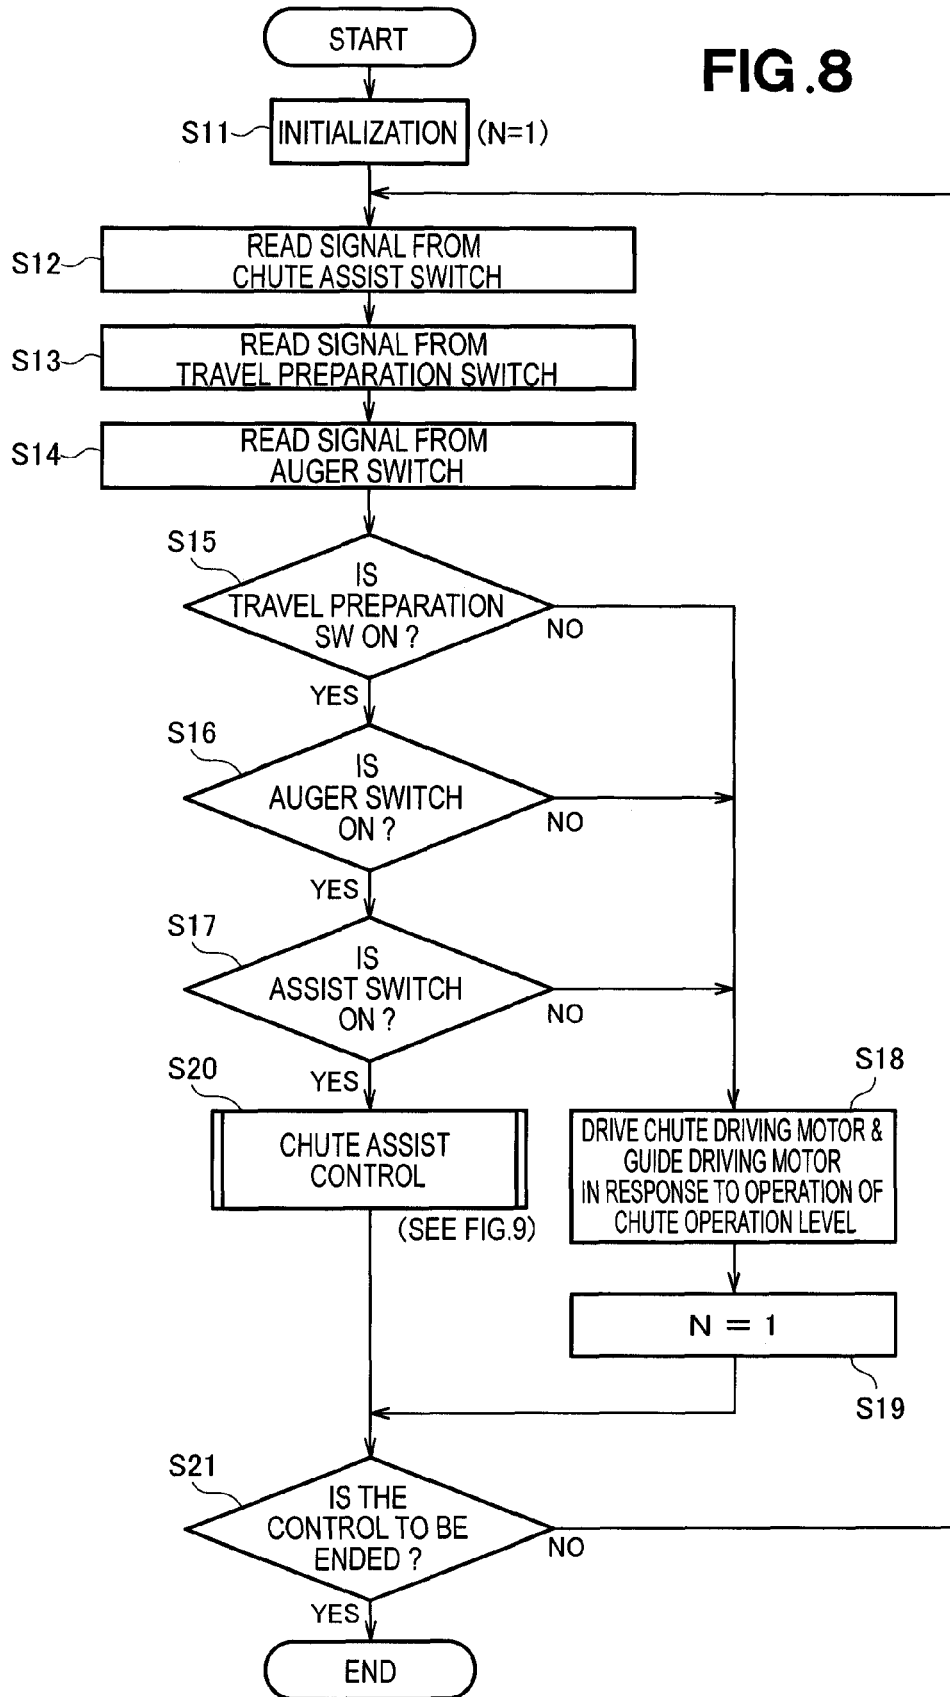 START
FIG.8
S11
INITIALIZATION
(N=1)
S12
READ SIGNAL FROM
CHUTE ASSIST SWITCH
S13
READ SIGNAL FROM
TRAVEL PREPARATION SWITCH
S14
READ SIGNAL FROM
AUGER SWITCH
S15
IS
TRAVEL PREPARATION
SW ON ?
NO
YES
S16
IS
AUGER SWITCH
ON ?
NO
YES
S17
IS
ASSIST SWITCH
ON ?
NO
YES
S20
CHUTE ASSIST
CONTROL
(SEE FIG.9)
S18
DRIVE CHUTE DRIVING MOTOR &
GUIDE DRIVING MOTOR
IN RESPONSE TO OPERATION OF
CHUTE OPERATION LEVEL
N = 1
S19
S21
IS THE
CONTROL TO BE
ENDED ?
NO
YES
END